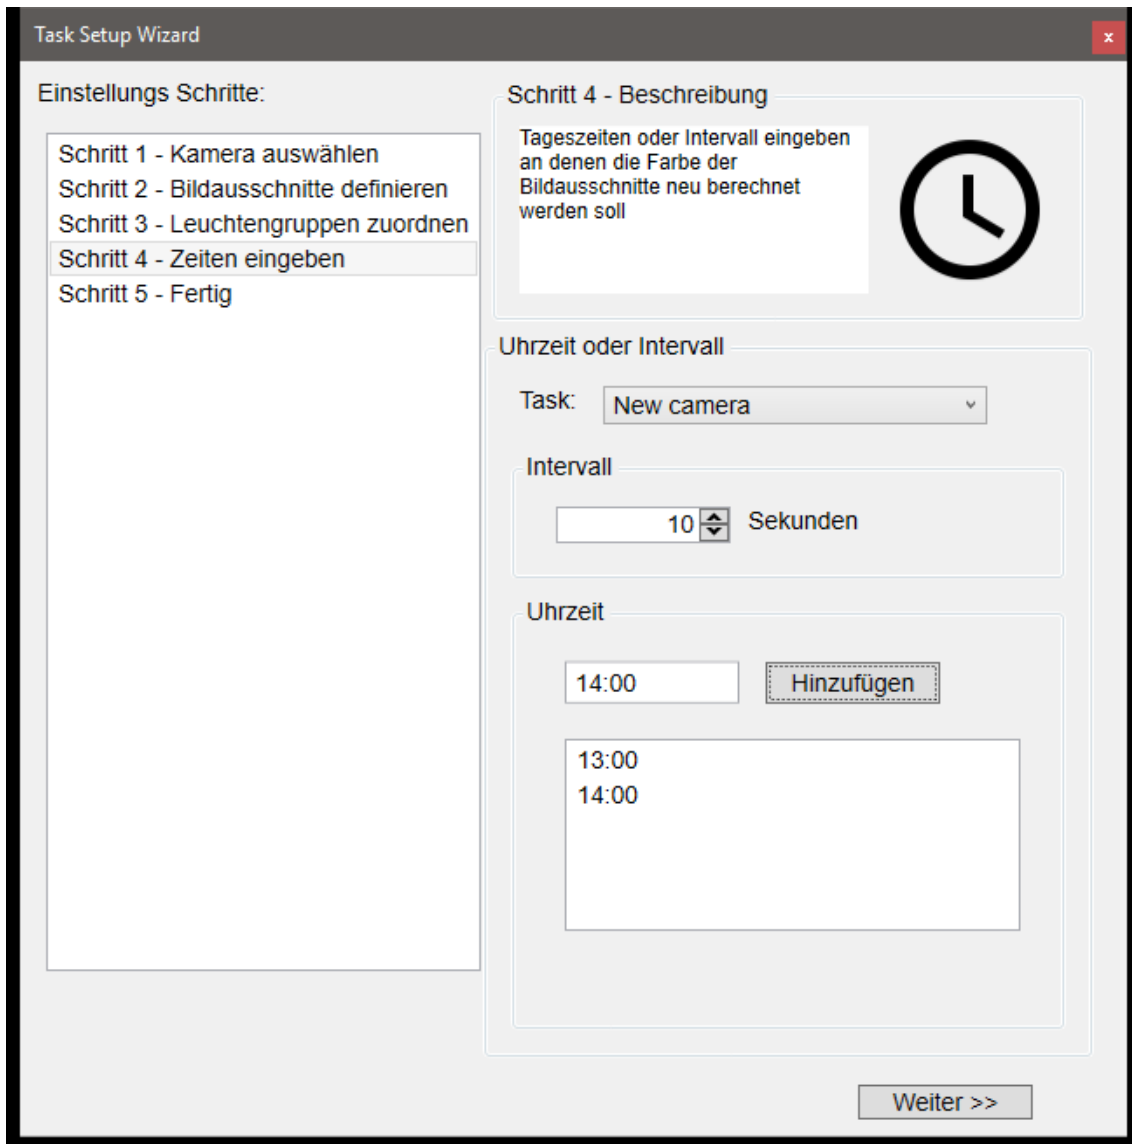 Task Setup Wizard
x
Einstellungs Schritte:
Schritt 1 - Kamera auswählen
Schritt 2 - Bildausschnitte definieren
Schritt 3 - Leuchtengruppen zuordnen
Schritt 4 - Zeiten eingeben
Schritt 5 - Fertig
Schritt 4 - Beschreibung
Tageszeiten oder Intervall eingeben
an denen die Farbe der
Bildausschnitte neu berechnet
werden soll
Uhrzeit oder Intervall
Task: New camera
Intervall
10 Sekunden
Uhrzeit
14:00 Hinzufügen
13:00
14:00
Weiter >>